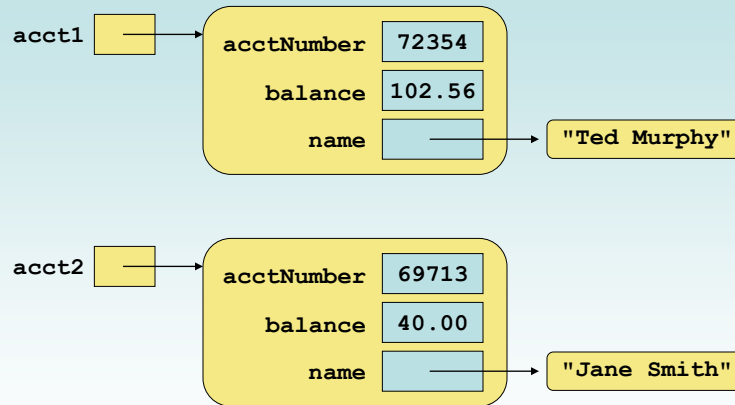 acct1
acctNumber 72354
balance 102.56
name "Ted Murphy"
acct2
acctNumber 69713
balance 40.00
name "Jane Smith"